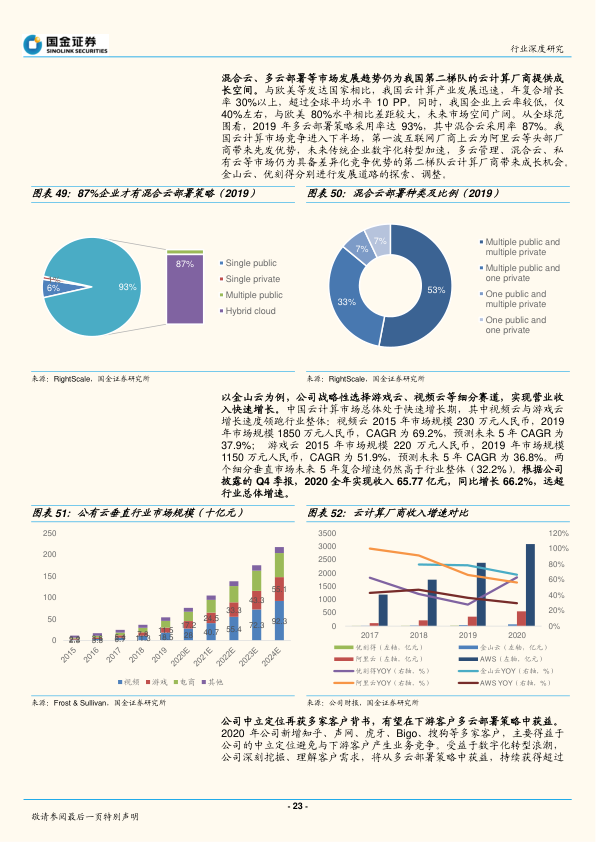 国金证券
SINOLINK SECURITIES
行业深度研究
混合云、多云部署等市场发展趋势仍为我国第二梯队的云计算厂商提供成
长空间。与欧美等发达国家相比，我国云计算产业发展迅速，年复合增长
率 30%以上，超过全球平均水平 10 PP。同时，我国企业上云率较低，仅
40%左右，与欧美 80%水平相比差距较大，未来市场空间广阔。从全球范
围看，2019 年多云部署策略采用率达 93%，其中混合云采用率 87%。我
国云计算市场竞争进入下半场，第一波互联网厂商上云为阿里云等头部厂
商带来先发优势，未来传统企业数字化转型加速，多云管理、混合云、私
有云等市场仍为具备差异化竞争优势的第二梯队云计算厂商带来成长机会，
金山云、优刻得分别进行发展道路的探索、调整。
图表 49：87%企业才有混合云部署策略（2019）
93%
6%
87%
Single public
Single private
Multiple public
Hybrid cloud
来源：RightScale，国金证券研究所
图表 50：混合云部署种类及比例（2019）
53%
33%
7%
7%
Multiple public and
multiple private
Multiple public and
one private
One public and
multiple private
One public and
one private
来源：RightScale，国金证券研究所
以金山云为例，公司战略性选择游戏云、视频云等细分赛道，实现营业收
入快速增长。中国云计算市场总体处于快速增长期，其中视频云与游戏云
增长速度领跑行业整体：视频云 2015 年市场规模 230 万元人民币，2019
年市场规模 1850 万元人民币，CAGR 为 69.2%，预测未来 5 年 CAGR 为
37.9%； 游戏云 2015 年市场规模 220 万元人民币，2019 年市场规模
1150 万元人民币，CAGR 为 51.9%，预测未来 5 年 CAGR 为 36.8%。两
个细分垂直市场未来 5 年复合增速仍然高于行业整体（32.2%）。根据公司
披露的 Q4 季报，2020 全年实现收入 65.77 亿元，同比增长 66.2%，远超
行业总体增速。
图表 51：公有云垂直行业市场规模（十亿元）
250
200
150
100
50
0
40.7
55.4
33.3
72.3
43.3
92.3
55.1
2015
2016
2017
2018
2019
2020E
2021E
2022E
2023E
2024E
视频
游戏
电商
其他
来源：Frost & Sullivan，国金证券研究所
图表 52：云计算厂商收入增速对比
3500
3000
2500
2000
1500
1000
500
0
120%
100%
80%
60%
40%
20%
0%
2017
2018
2019
2020
优刻得（左轴，亿元）
金山云（左轴，亿元）
阿里云（左轴，亿元）
AWS（左轴，亿元）
优刻得YOY（右轴，%）
金山云YOY（右轴，%）
阿里云YOY（右轴，%）
AWS YOY（右轴，%）
来源：公司财报，国金证券研究所
公司中立定位再获多家客户背书，有望在下游客户多云部署策略中获益。
2020 年公司新增知乎、声网、虎牙、Bigo、搜狗等多家客户，主要得益于
公司的中立定位避免与下游客户产生业务竞争。受益于数字化转型浪潮，
公司深刻挖掘、理解客户需求，将从多云部署策略中获益，持续获得超过
- 23 -
敬请参阅最后一页特别声明